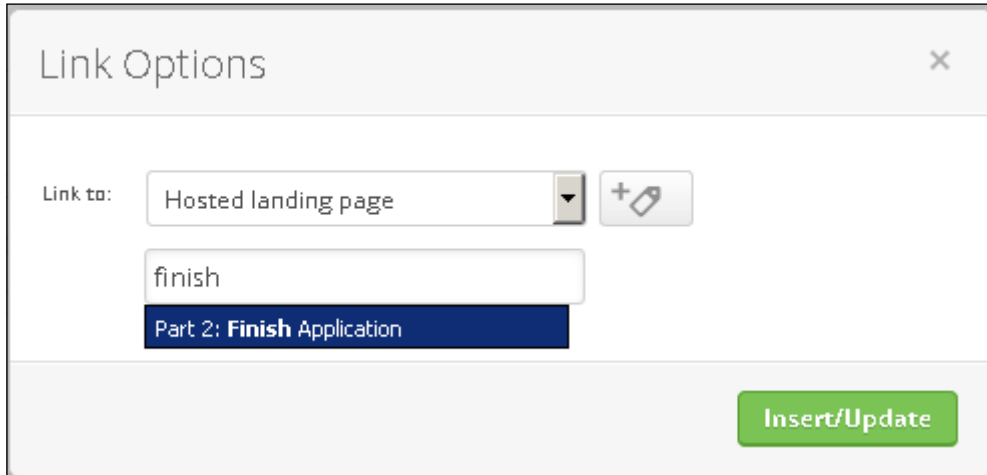 Link Options
×
Link to:
Hosted landing page
finish
Part 2: Finish Application
Insert/Update